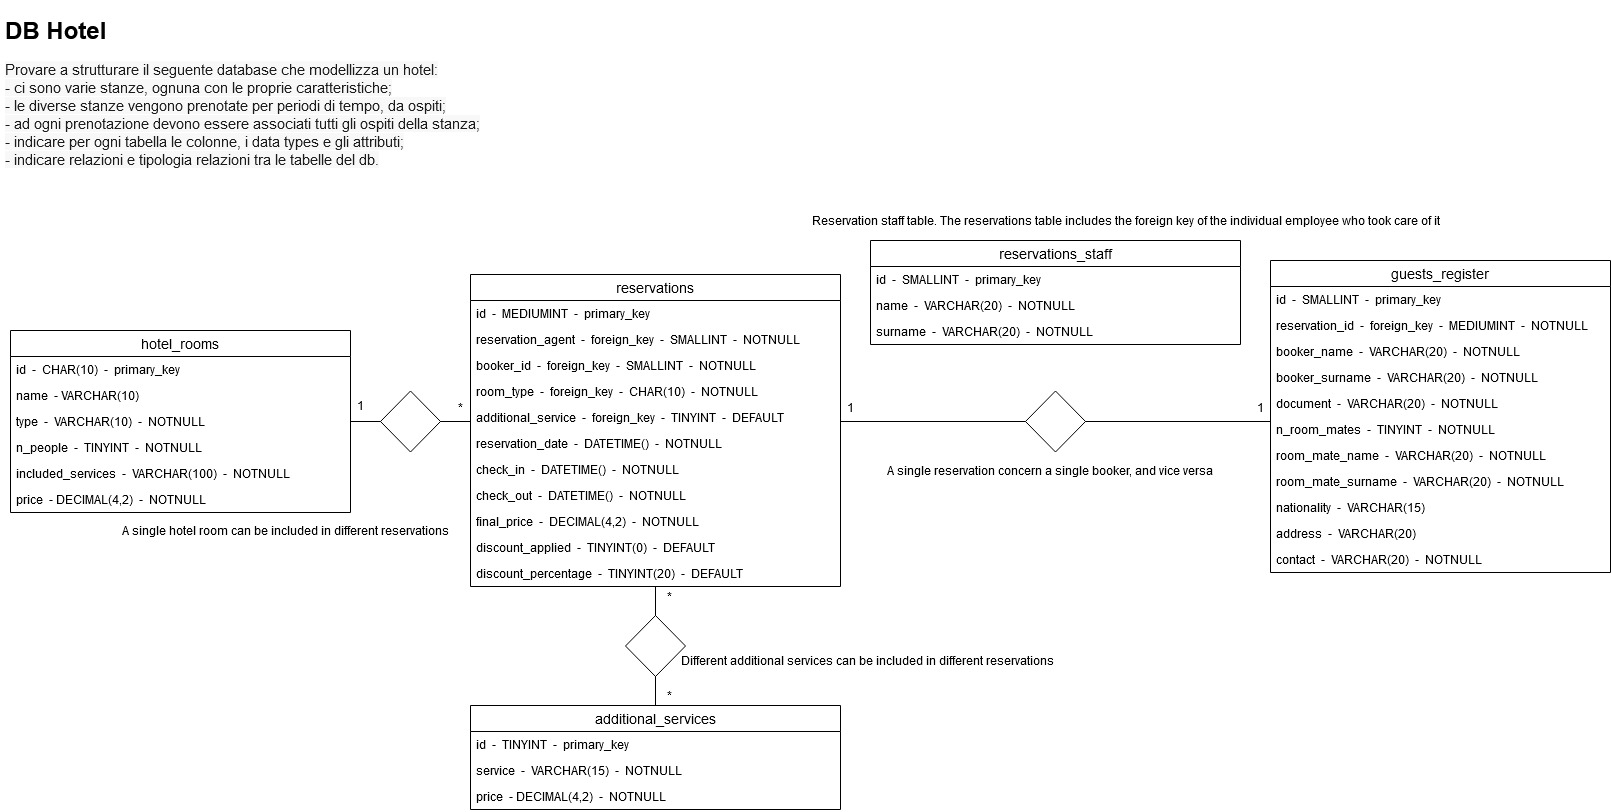 DB Hotel
Provare a strutturare il seguente database che modellizza un hotel:
- ci sono varie stanze, ognuna con le proprie caratteristiche;
- le diverse stanze vengono prenotate per periodi di tempo, da ospiti;
- ad ogni prenotazione devono essere associati tutti gli ospiti della stanza;
- indicare per ogni tabella le colonne, i data types e gli attributi;
- indicare relazioni e tipologia relazioni tra le tabelle del db.
hotel_rooms
id - CHAR(10) - primary_key
name - VARCHAR(10)
type - VARCHAR(10) - NOTNULL
n_people - TINYINT - NOTNULL
included_services - VARCHAR(100) - NOTNULL
price - DECIMAL(4,2) - NOTNULL
A single hotel room can be included in different reservations
1
*
reservations
id - MEDIUMINT - primary_key
reservation_agent - foreign_key - SMALLINT - NOTNULL
booker_id - foreign_key - SMALLINT - NOTNULL
room_type - foreign_key - CHAR(10) - NOTNULL
additional_service - foreign_key - TINYINT - DEFAULT
reservation_date - DATETIME() - NOTNULL
check_in - DATETIME() - NOTNULL
check_out - DATETIME() - NOTNULL
final_price - DECIMAL(4,2) - NOTNULL
discount_applied - TINYINT(0) - DEFAULT
discount_percentage - TINYINT(20) - DEFAULT
Reservation staff table. The reservations table includes the foreign key of the individual employee who took care of it
reservations_staff
id - SMALLINT - primary_key
name - VARCHAR(20) - NOTNULL
surname - VARCHAR(20) - NOTNULL
1
1
A single reservation concern a single booker, and vice versa
guests_register
id - SMALLINT - primary_key
reservation_id - foreign_key - MEDIUMINT - NOTNULL
booker_name - VARCHAR(20) - NOTNULL
booker_surname - VARCHAR(20) - NOTNULL
document - VARCHAR(20) - NOTNULL
n_room_mates - TINYINT - NOTNULL
room_mate_name - VARCHAR(20) - NOTNULL
room_mate_surname - VARCHAR(20) - NOTNULL
nationality - VARCHAR(15)
address - VARCHAR(20)
contact - VARCHAR(20) - NOTNULL
*
Different additional services can be included in different reservations
*
additional_services
id - TINYINT - primary_key
service - VARCHAR(15) - NOTNULL
price - DECIMAL(4,2) - NOTNULL